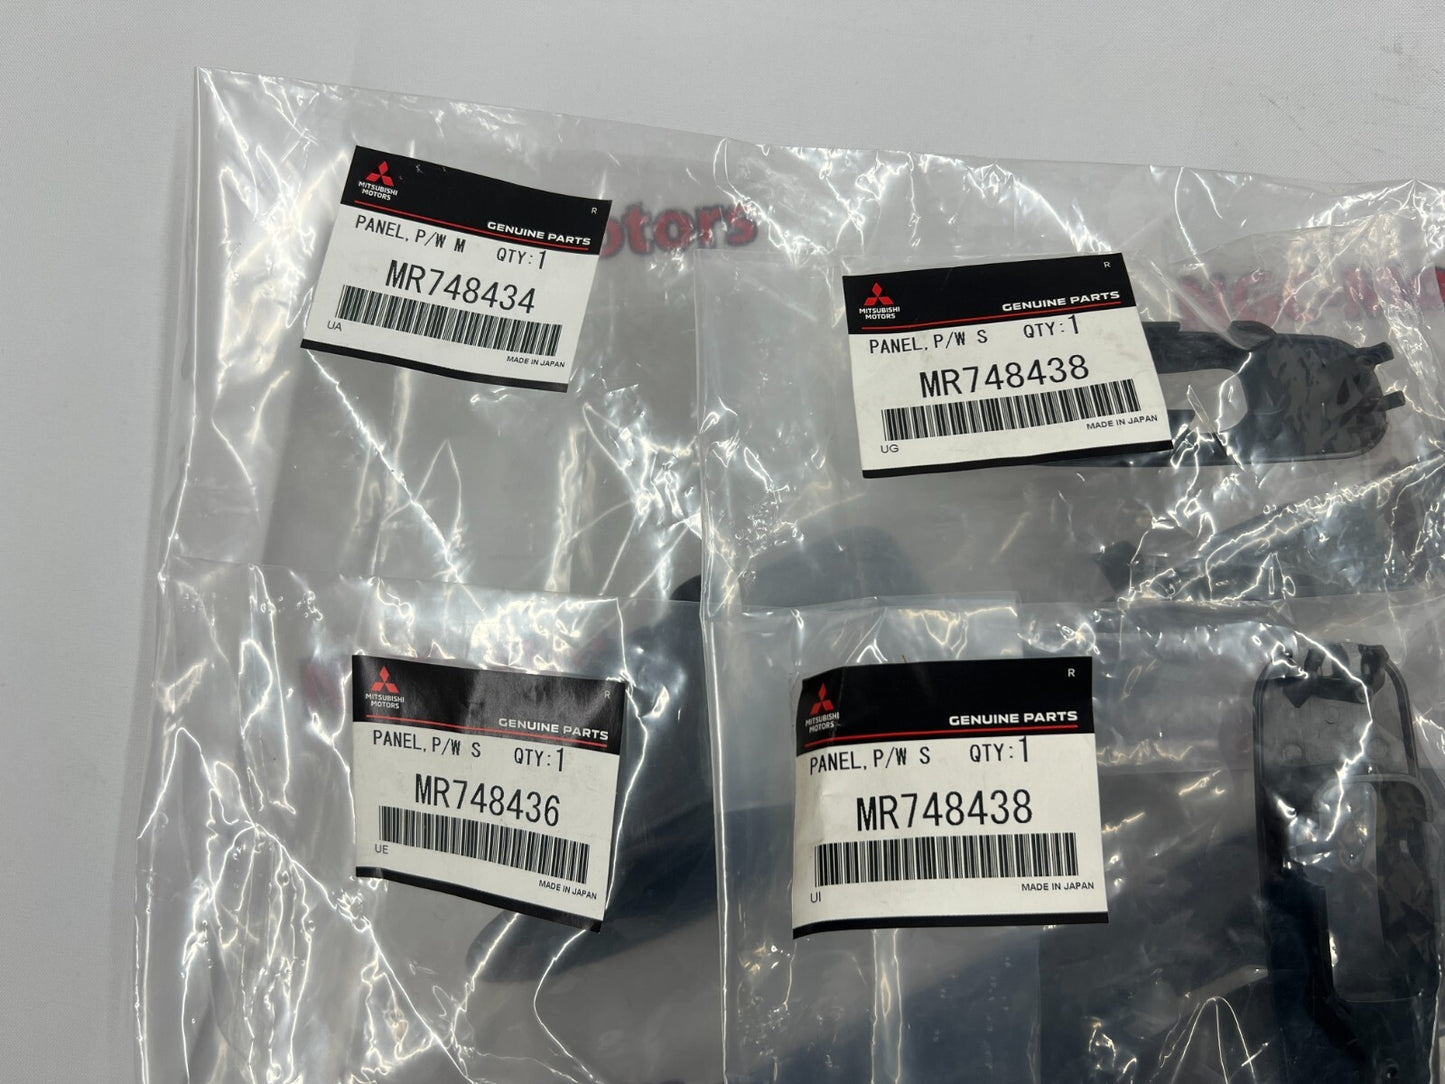 MITSUBISHI
MOTORS
R
GENUINE PARTS
PANEL, P/W M QTY:1
MR748434
UA
MADE IN JAPAN
otors
MITSUBISHI
MOTORS
R
GENUINE PARTS
PANEL, P/W S QTY:1
MR748438
UG
MADE IN JAPAN
MITSUBISHI
MOTORS
R
GENUINE PARTS
PANEL, P/W S QTY:1
MR748436
UE
MADE IN JAPAN
MITSUBISHI
MOTORS
R
GENUINE PARTS
PANEL, P/W S QTY:1
MR748438
UI
MADE IN JAPAN